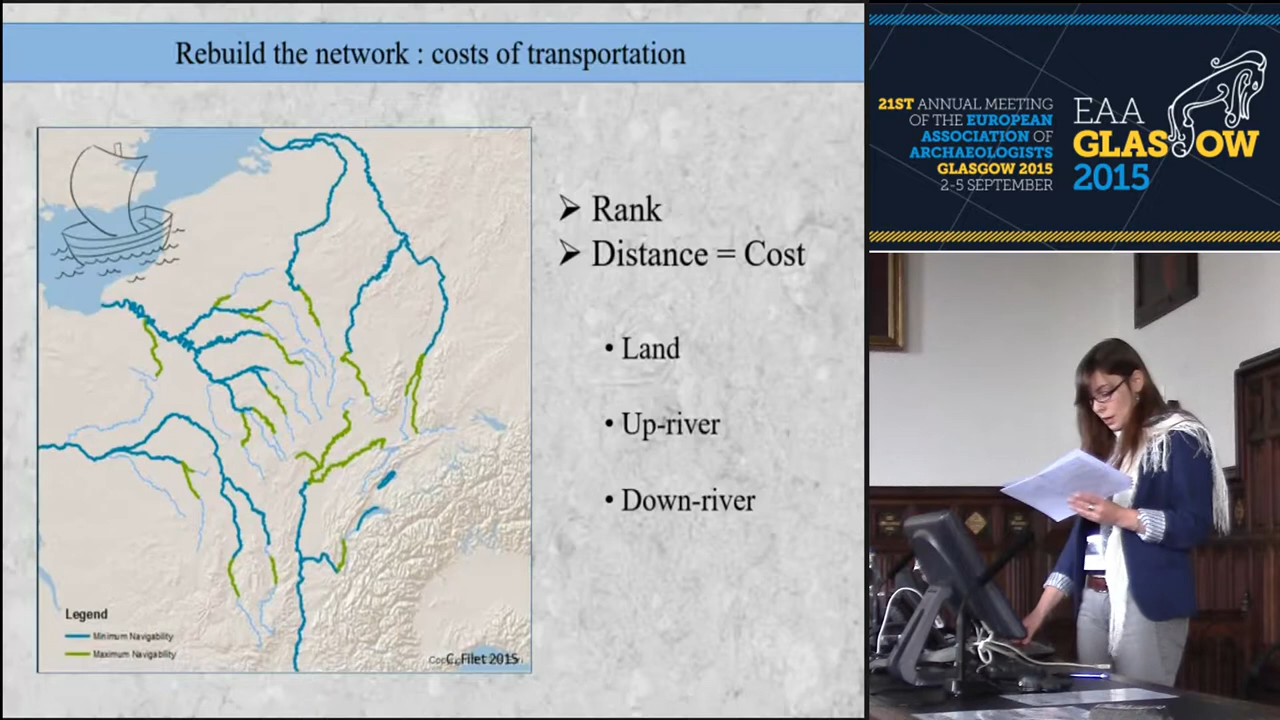 Rebuild the network : costs of transportation
➢ Rank
➢ Distance = Cost
• Land
• Up-river
• Down-river
Legend
Minimum Navigability
Maximum Navigability
C. Filet 2015
21ST ANNUAL MEETING
OF THE EUROPEAN
ASSOCIATION OF
ARCHAEOLOGISTS
GLASGOW 2015
2-5 SEPTEMBER
EAA
GLASGOW
2015